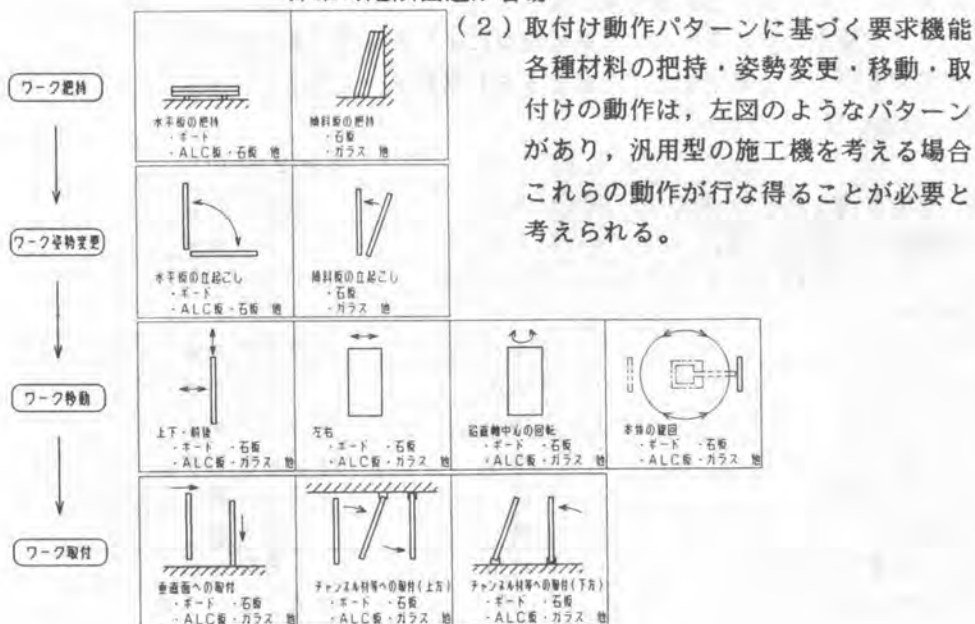 (2)取付け動作パターンに基づく要求機能
各種材料の把持・姿勢変更・移動・取
付けの動作は,左図のようなパターン
があり,汎用型の施工機を考える場合
これらの動作が行な得ることが必要と
考えられる。
ワーク把持
水平板の把持
・ボード
・ALC板・石板 他
傾斜板の把持
・石板
・ガラス 他
ワーク姿勢変更
水平板の立起こし
・ボード
・ALC板・石板 他
傾斜板の立起こし
・石板
・ガラス 他
ワーク移動
上下・前後
・ボード ・石板
・ALC板・ガラス 他
左右
・ボード ・石板
・ALC板・ガラス 他
鉛直軸中心の回転
・ボード ・石板
・ALC板・ガラス 他
本体の旋回
・ボード ・石板
・ALC板・ガラス 他
ワーク取付
垂直面への取付
・ボード ・石板
・ALC板・ガラス 他
チャンネル材等への取付(上方)
・ボード ・石板
・ALC板・ガラス 他
チャンネル材等への取付(下方)
・ボード ・石板
・ALC板・ガラス 他